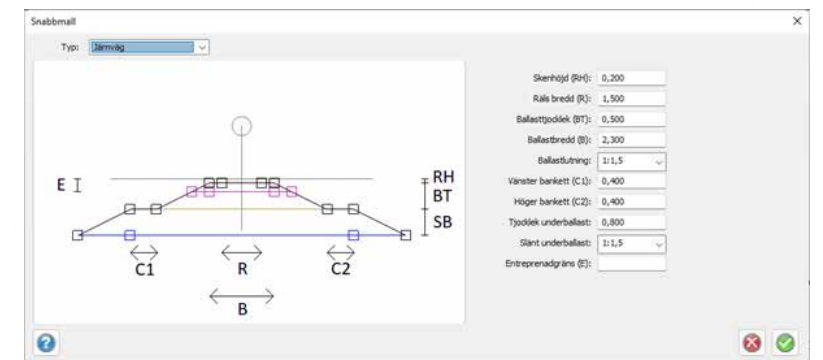 Snabbmall
Typ: Järnväg
Skenhöjd (RH): 0,200
Räls bredd (R): 1,500
Ballasttjocklek (BT): 0,500
Ballastbredd (B): 2,300
Ballastlutning: 1:1,5
Vänster bankett (C1): 0,400
Höger bankett (C2): 0,400
Tjocklek underballast: 0,800
Slänt underballast: 1:1,5
Entreprenadgräns (E):
E
RH
BT
SB
C1
R
C2
B